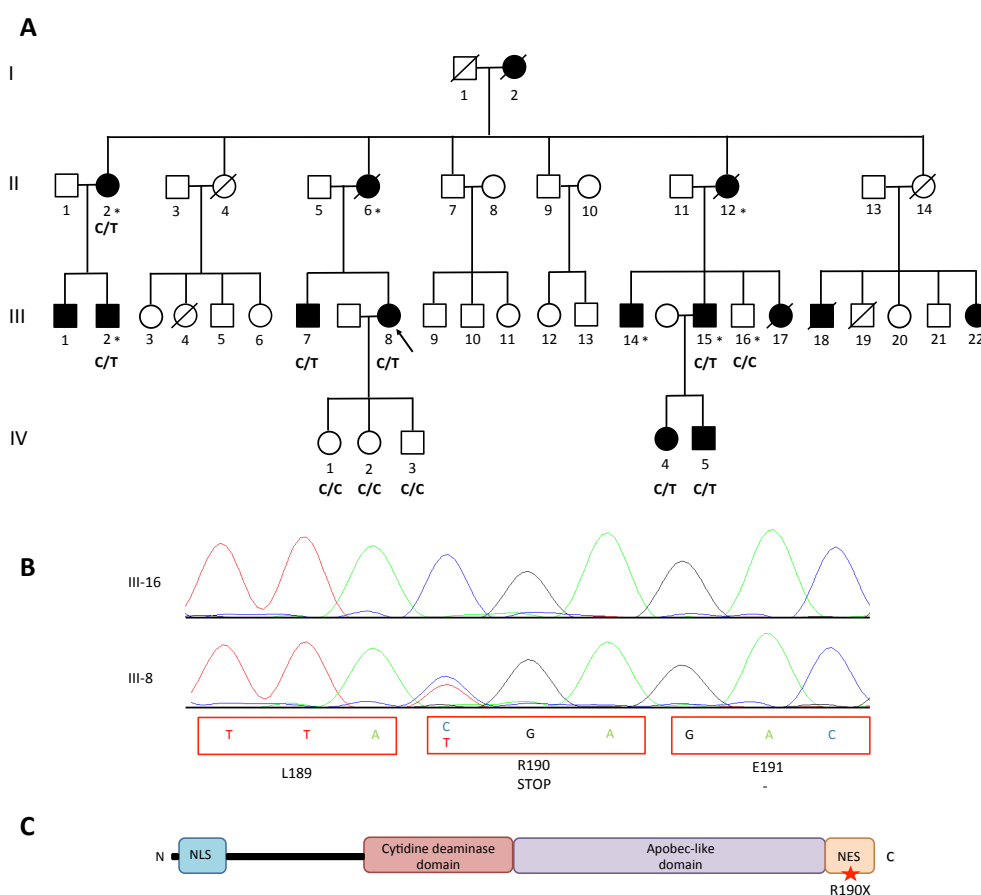 A
I
1 2
II
1 2 * 3 4 5 6 * 7 8 9 10 11 12 * 13 14
C/T
III
1 2 * 3 4 5 6 7 8 9 10 11 12 13 14 * 15 * 16 * 17 18 19 20 21 22
C/T C/T C/T C/T C/C
IV
1 2 3 4 5
C/C C/C C/C C/T C/T
B
III-16
III-8
T T A C G A G A C
T
L189 R190 E191
STOP -
C
N NLS Cytidine deaminase domain Apobec-like domain NES C
R190X